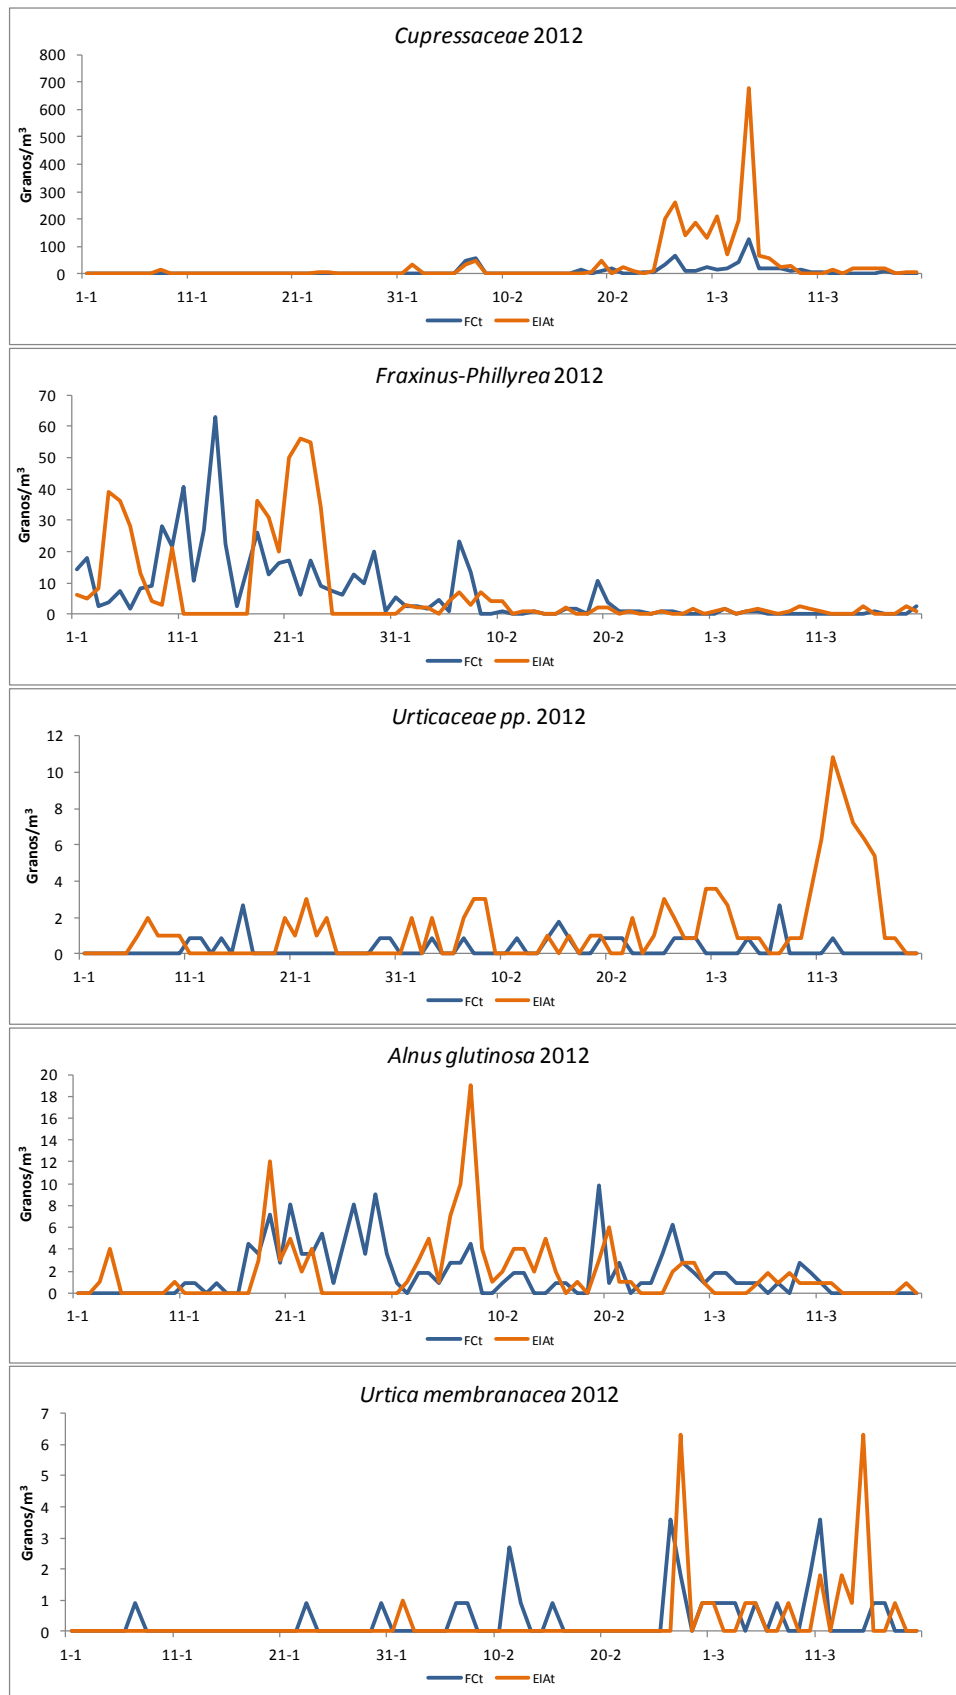 Cupressaceae 2012
Granos/m³
800
700
600
500
400
300
200
100
0
1-1 11-1 21-1 31-1 10-2 20-2 1-3 11-3
FCt EIAt
Fraxinus-Phillyrea 2012
Granos/m³
70
60
50
40
30
20
10
0
1-1 11-1 21-1 31-1 10-2 20-2 1-3 11-3
FCt EIAt
Urticaceae pp. 2012
Granos/m³
12
10
8
6
4
2
0
1-1 11-1 21-1 31-1 10-2 20-2 1-3 11-3
FCt EIAt
Alnus glutinosa 2012
Granos/m³
20
18
16
14
12
10
8
6
4
2
0
1-1 11-1 21-1 31-1 10-2 20-2 1-3 11-3
FCt EIAt
Urtica membranacea 2012
Granos/m³
7
6
5
4
3
2
1
0
1-1 11-1 21-1 31-1 10-2 20-2 1-3 11-3
FCt EIAt